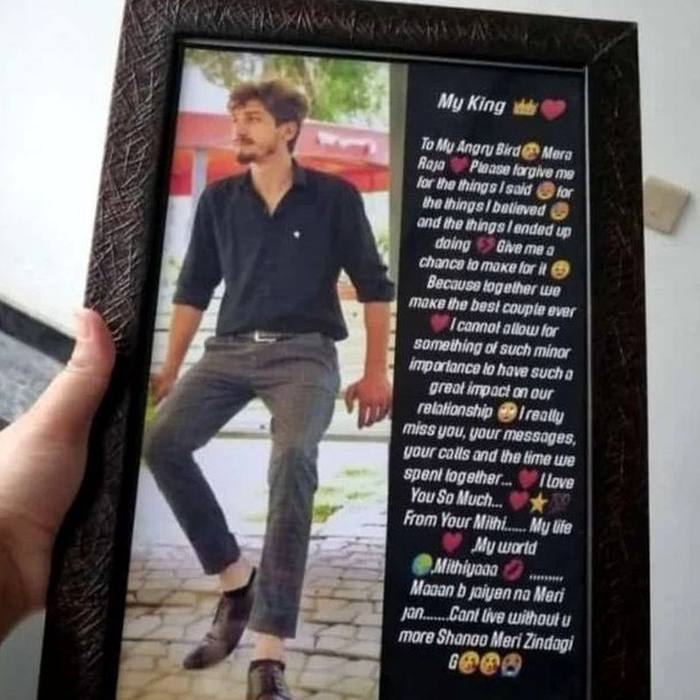 My King 👑❤️
To My Angry Bird😢 Mera
Raja ❤️ Please forgive me
for the things I said 😢 for
the things I believed 😢
and the things I ended up
doing 💔 Give me a
chance to make for it 😊
Because together we
make the best couple ever
❤️ I cannot allow for
something of such minor
importance to have such a
great impact on our
relationship 🙄 I really
miss you, your messages,
your calls and the time we
spent together... ❤️ I love
You So Much... ❤️⭐💯
From Your Mithi...... My life
❤️ ,My world
🌍,Mithiyaaa 💋 ,,,,,,,,,
Maaan b jaiyen na Meri
jan.......Cant live without u
more Shanoo Meri Zindagi
G😢😢😭